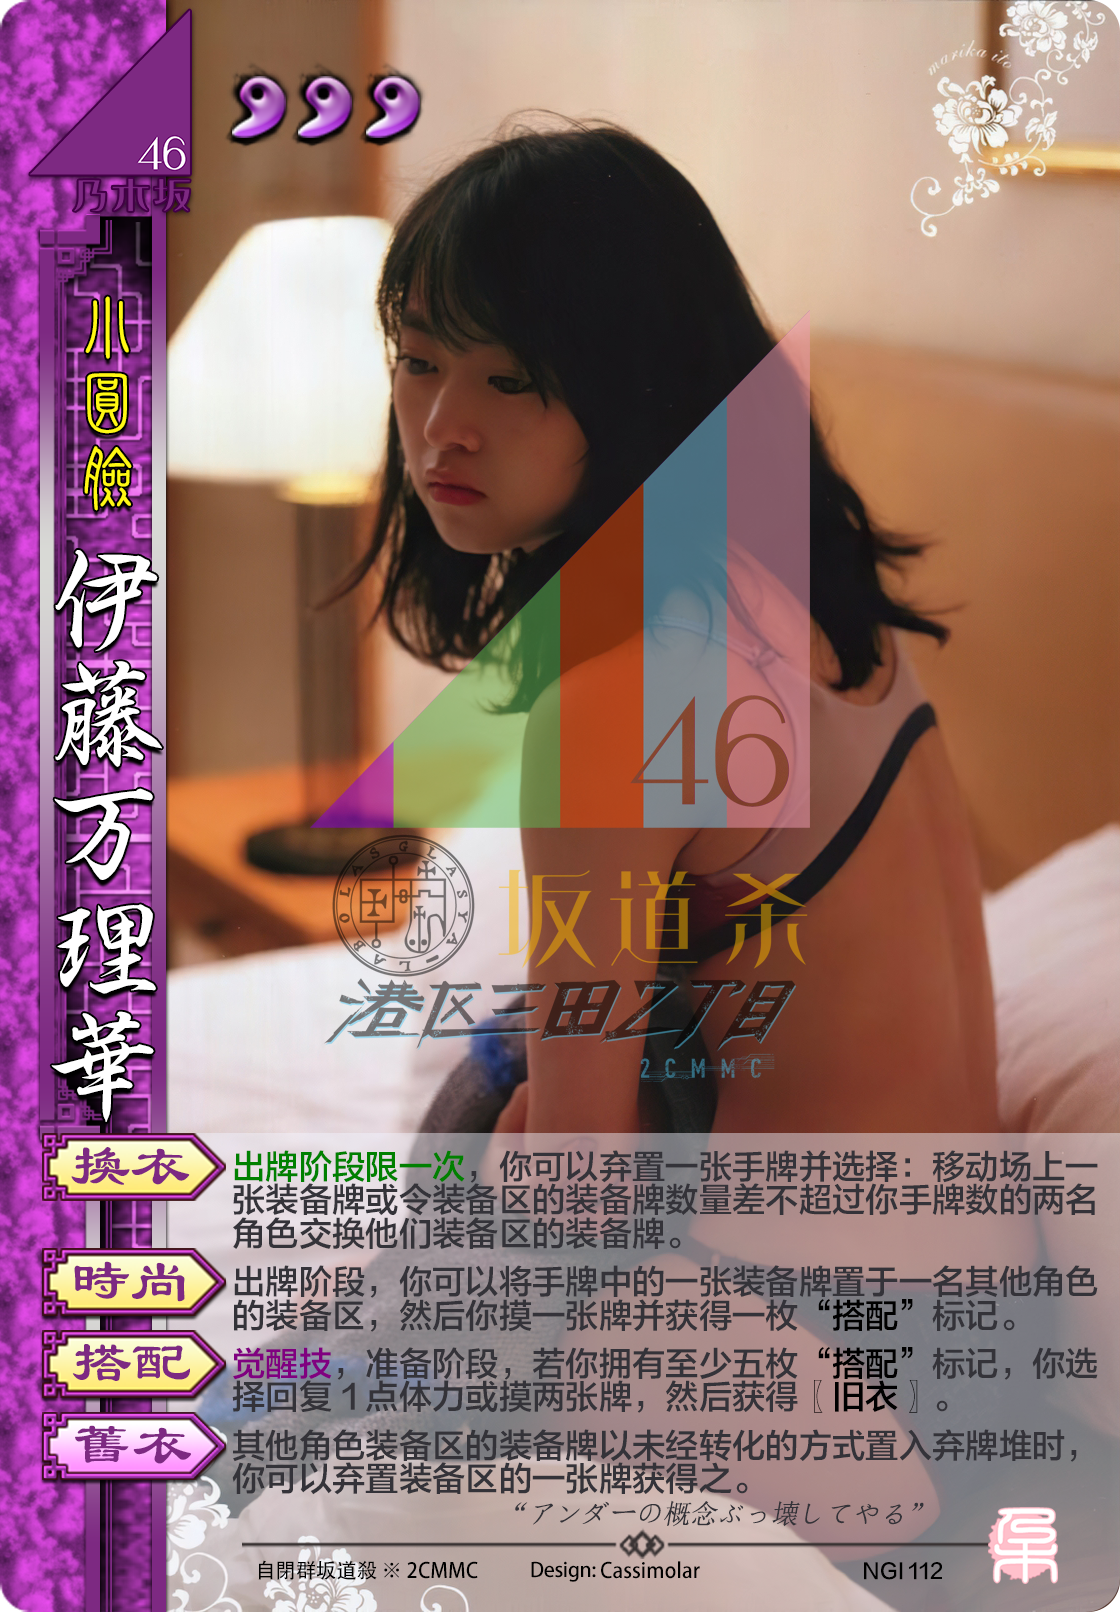 46
乃木坂
marika ito
小圓臉
伊藤万理華
46
GLASYA-LABOLAS
坂道杀
港区三田2丁目
2CMMC
換衣
出牌阶段限一次，你可以弃置一张手牌并选择：移动场上一
张装备牌或令装备区的装备牌数量差不超过你手牌数的两名
角色交换他们装备区的装备牌。
時尚
出牌阶段，你可以将手牌中的一张装备牌置于一名其他角色
的装备区，然后你摸一张牌并获得一枚“搭配”标记。
搭配
觉醒技，准备阶段，若你拥有至少五枚“搭配”标记，你选
择回复1点体力或摸两张牌，然后获得〖旧衣〗。
舊衣
其他角色装备区的装备牌以未经转化的方式置入弃牌堆时，
你可以弃置装备区的一张牌获得之。
“アンダーの概念ぶっ壊してやる”
自閉群坂道殺 ※ 2CMMC Design: Cassimolar NGI 112